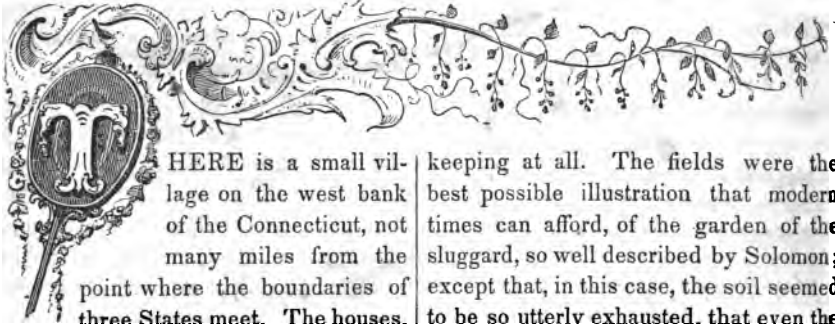 THERE is a small vil-
lage on the west bank
of the Connecticut, not
many miles from the
point where the boundaries of
three States meet. The houses,
keeping at all. The fields were the
best possible illustration that modern
times can afford, of the garden of the
sluggard, so well described by Solomon;
except that, in this case, the soil seemed
to be so utterly exhausted, that even the